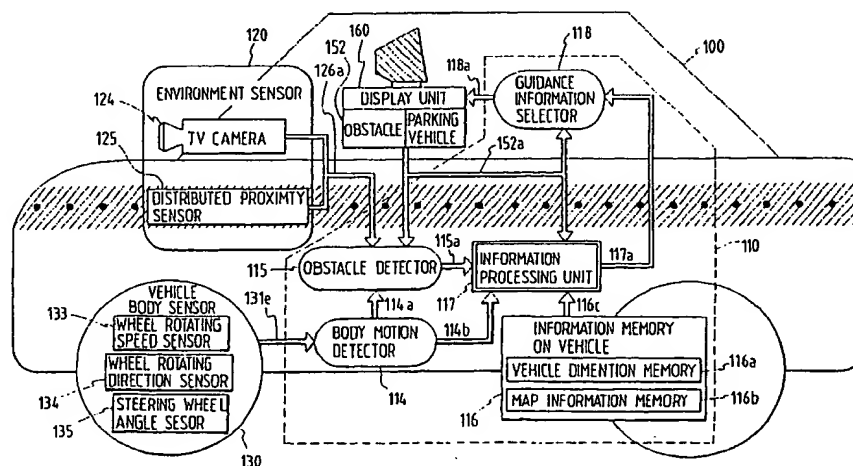 120
160
152
126a
118
118a
100
ENVIRONMENT SENSOR
124
TV CAMERA
125
DISTRIBUTED PROXIMITY
SENSOR
DISPLAY UNIT
OBSTACLE
PARKING
VEHICLE
GUIDANCE
INFORMATION
SELECTOR
152a
110
115
OBSTACLE DETECTOR
115a
INFORMATION
PROCESSING UNIT
117
117a
VEHICLE
BODY SENSOR
133
WHEEL ROTATING
SPEED SENSOR
WHEEL ROTATING
DIRECTION SENSOR
134
STEERING WHEEL
ANGLE SESOR
135
130
131e
114a
BODY MOTION
DETECTOR
114b
114
116c
INFORMATION MEMORY
ON VEHICLE
VEHICLE DIMENTION MEMORY
116a
116
MAP INFORMATION MEMORY
116b